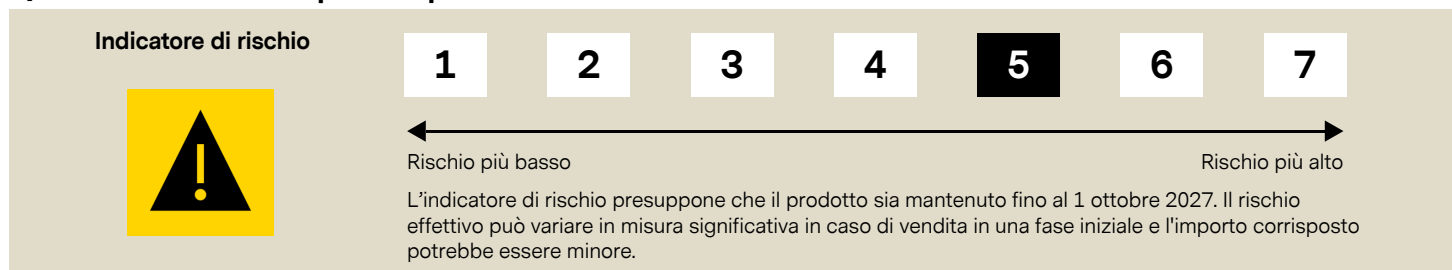 Indicatore di rischio
1 2 3 4 5 6 7
Rischio più basso Rischio più alto
L'indicatore di rischio presuppone che il prodotto sia mantenuto fino al 1 ottobre 2027. Il rischio
effettivo può variare in misura significativa in caso di vendita in una fase iniziale e l'importo corrisposto
potrebbe essere minore.